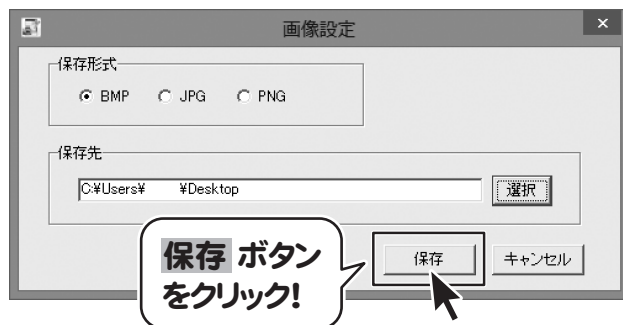 画像設定
保存形式
BMP JPG PNG
保存先
C:¥Users¥ ¥Desktop
選択
保存 ボタン
をクリック!
保存
キャンセル